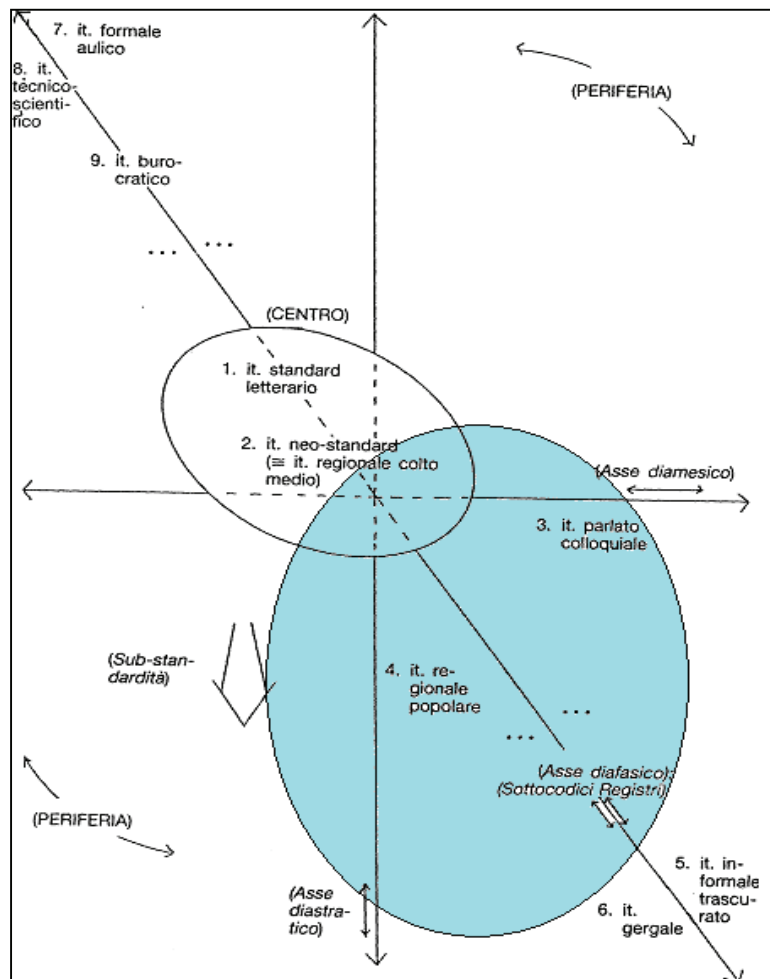 7. it. formale
aulico
8. it.
tecnico-
scienti-
fico
(PERIFERIA)
9. it. buro-
cratico
... ...
(CENTRO)
1. it. standard
letterario
2. it. neo-standard
(≅ it. regionale colto
medio)
(Asse diamesico)
3. it. parlato
colloquiale
(Sub-stan-
dardità)
4. it. re-
gionale
popolare
... ...
(Asse diafasico);
(Sottocodici Registri)
(PERIFERIA)
5. it. in-
formale
trascu-
rato
(Asse
diastra-
tico)
6. it.
gergale